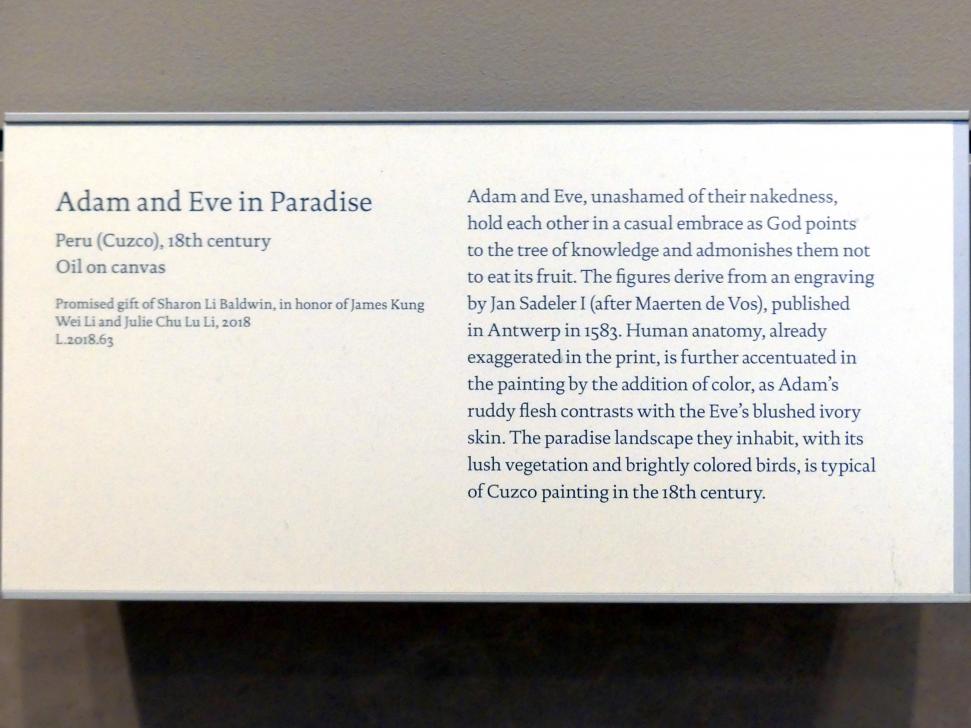 Adam and Eve in Paradise
Peru (Cuzco), 18th century
Oil on canvas
Promised gift of Sharon Li Baldwin, in honor of James Kung
Wei Li and Julie Chu Lu Li, 2018
L.2018.63
Adam and Eve, unashamed of their nakedness,
hold each other in a casual embrace as God points
to the tree of knowledge and admonishes them not
to eat its fruit. The figures derive from an engraving
by Jan Sadeler I (after Maerten de Vos), published
in Antwerp in 1583. Human anatomy, already
exaggerated in the print, is further accentuated in
the painting by the addition of color, as Adam's
ruddy flesh contrasts with the Eve's blushed ivory
skin. The paradise landscape they inhabit, with its
lush vegetation and brightly colored birds, is typical
of Cuzco painting in the 18th century.